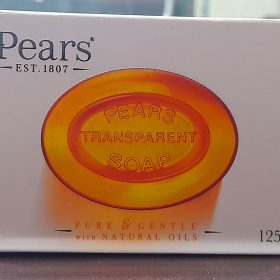 Pears®
EST. 1807
PEARS
TRANSPARENT
SOAP
PURE & GENTLE
WITH NATURAL OILS
125